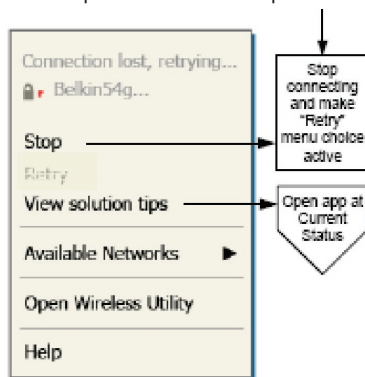 Connection lost, retrying...
Belkin54g...
Stop
Retry
View solution tips
Available Networks
Open Wireless Utility
Help
Stop
connecting
and make
"Retry"
menu choice
active
Open app at
Current
Status